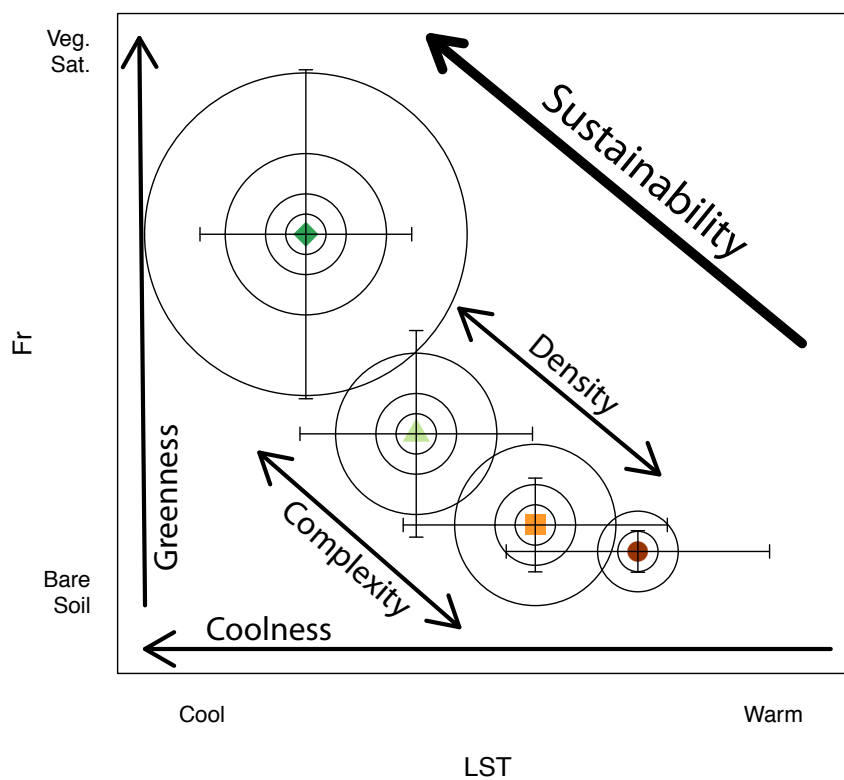 Veg.
Sat.
Sustainability
Fr
Density
Greenness
Complexity
Bare
Soil
Coolness
Cool
Warm
LST